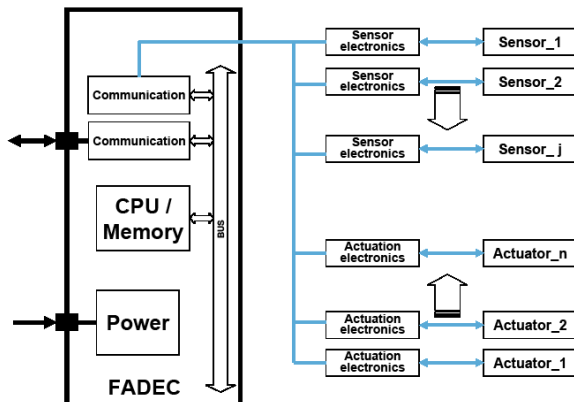 Communication
Communication
CPU /
Memory
BUS
Power
FADEC
Sensor
electronics
Sensor_1
Sensor
electronics
Sensor_2
Sensor
electronics
Sensor_ j
Actuation
electronics
Actuator_n
Actuation
electronics
Actuator_2
Actuation
electronics
Actuator_1